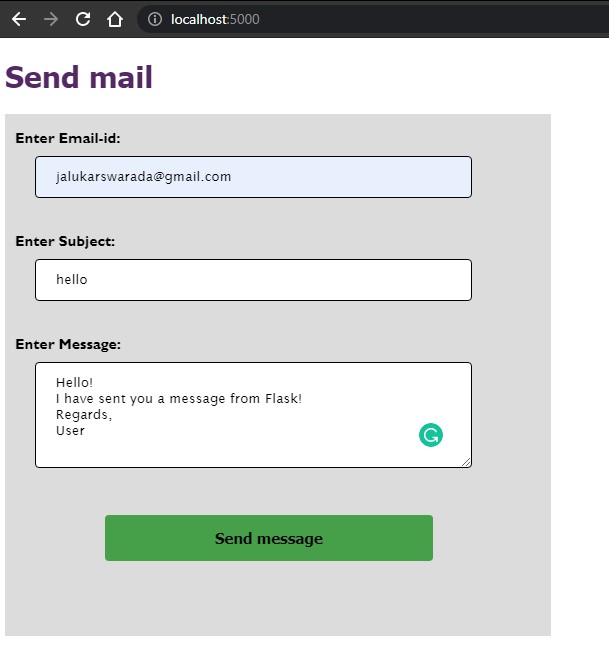 localhost:5000
Send mail
Enter Email-id:
jalukarswarada@gmail.com
Enter Subject:
hello
Enter Message:
Hello!
I have sent you a message from Flask!
Regards,
User
Send message